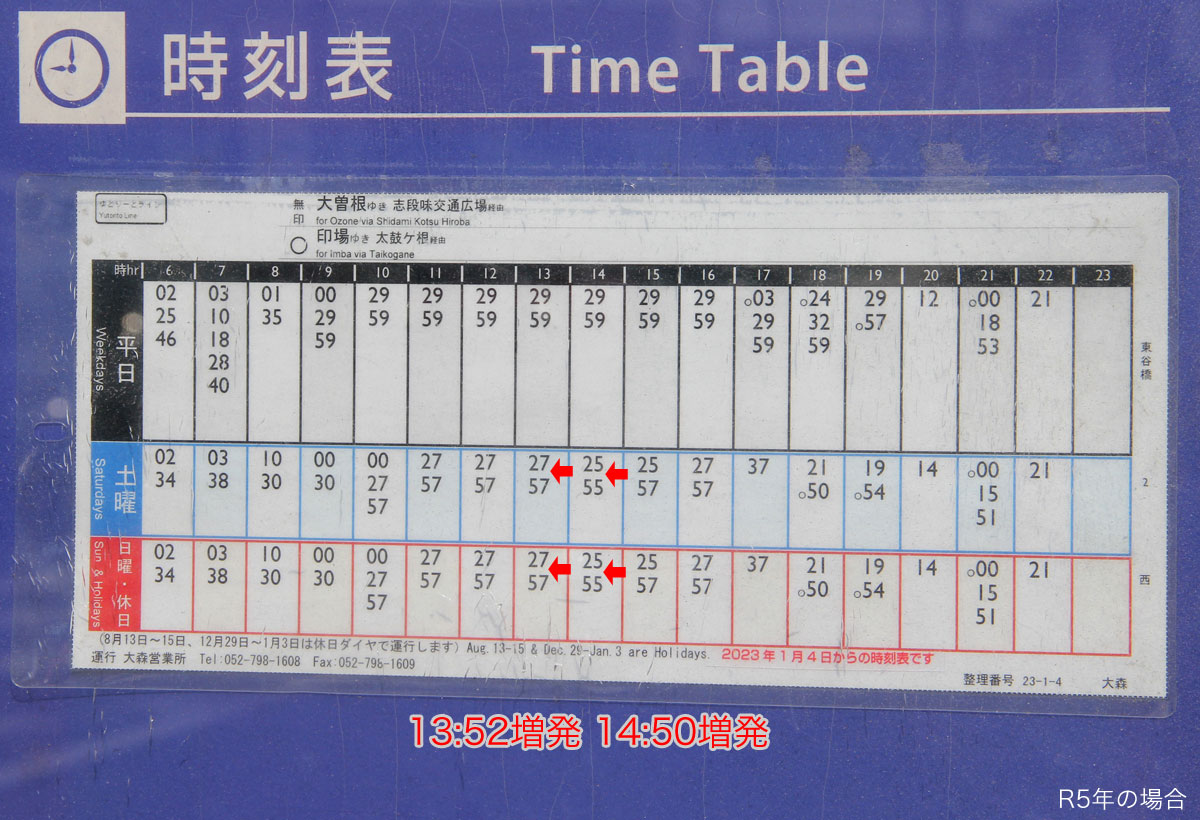 時刻表 Time Table
ゆとりーとライン
Yutorito Line
無印 大曽根ゆき 志段味交通広場経由
for Ozone/via Shidami Kotsu Hiroba
○ 印場ゆき 太鼓ケ根経由
for Imba via Taikogane
時hr 6 7 8 9 10 11 12 13 14 15 16 17 18 19 20 21 22 23
平日 Weekdays
02 03 01 00 29 29 29 29 29 29 29 ○03 ○24 29 12 ○00 21
25 10 35 29 59 59 59 59 59 59 59 29 32 ○57 18
46 18 59 59 59 53
28
40
土曜 Saturdays
02 03 10 00 00 27 27 27 25 25 27 37 21 19 14 ○00 21
34 38 30 30 27 57 57 57 55 57 57 ○50 ○54 15
57 51
日曜・休日 Sun. & Holidays
02 03 10 00 00 27 27 27 25 25 27 37 21 19 14 ○00 21
34 38 30 30 27 57 57 57 55 57 57 ○50 ○54 15
57 51
東谷橋
2
西
(8月13日~15日、12月29日~1月3日は休日ダイヤで運行します) Aug.13-15 & Dec.29-Jan.3 are Holidays. 2023年1月4日からの時刻表です
運行 大森営業所 Tel:052-798-1608 Fax:052-798-1609
整理番号 23-1-4 大森
13:52増発 14:50増発
R5年の場合